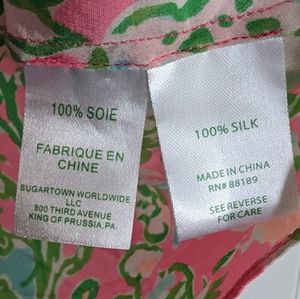 100% SOIE
FABRIQUE EN
CHINE
SUGARTOWN WORLDWIDE
LLC
800 THIRD AVENUE
KING OF PRUSSIA,PA
100% SILK
MADE IN CHINA
RN# 88189
SEE REVERSE
FOR CARE